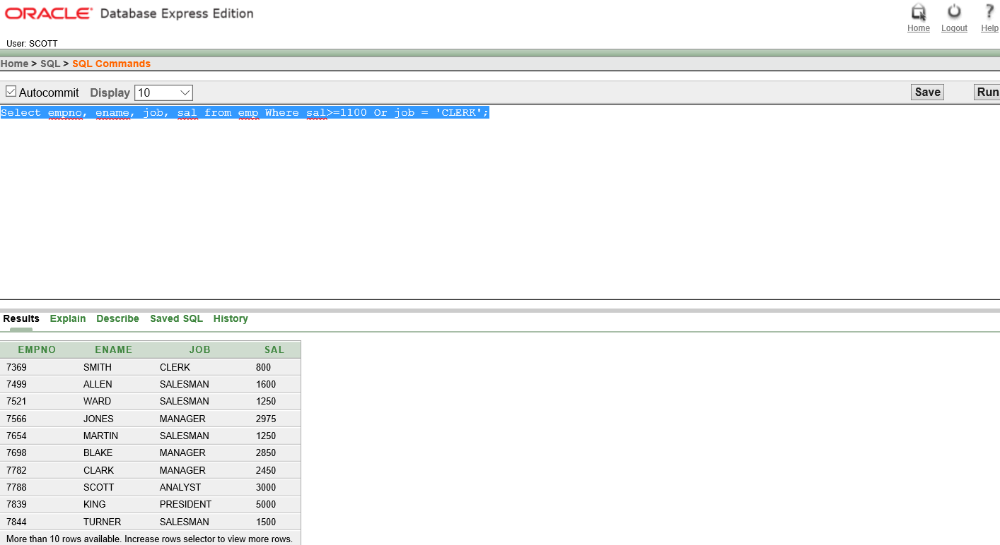 ORACLE® Database Express Edition
Home Logout Help
User: SCOTT
Home > SQL > SQL Commands
Autocommit Display 10 Save Run
Select empno, ename, job, sal from emp Where sal>=1100 Or job = 'CLERK';
Results Explain Describe Saved SQL History
EMPNO ENAME JOB SAL
7369 SMITH CLERK 800
7499 ALLEN SALESMAN 1600
7521 WARD SALESMAN 1250
7566 JONES MANAGER 2975
7654 MARTIN SALESMAN 1250
7698 BLAKE MANAGER 2850
7782 CLARK MANAGER 2450
7788 SCOTT ANALYST 3000
7839 KING PRESIDENT 5000
7844 TURNER SALESMAN 1500
More than 10 rows available. Increase rows selector to view more rows.